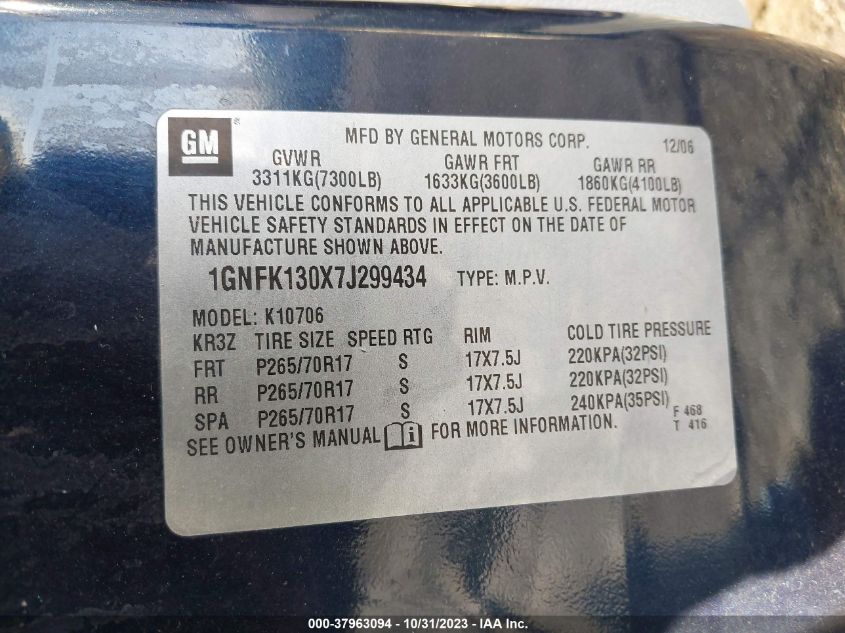 GM
MFD BY GENERAL MOTORS CORP. 12/06
GVWR GAWR FRT GAWR RR
3311KG(7300LB) 1633KG(3600LB) 1860KG(4100LB)
THIS VEHICLE CONFORMS TO ALL APPLICABLE U.S. FEDERAL MOTOR
VEHICLE SAFETY STANDARDS IN EFFECT ON THE DATE OF
MANUFACTURE SHOWN ABOVE.
1GNFK130X7J299434 TYPE: M.P.V.
MODEL: K10706
KR3Z TIRE SIZE SPEED RTG RIM COLD TIRE PRESSURE
FRT P265/70R17 S 17X7.5J 220KPA(32PSI)
RR P265/70R17 S 17X7.5J 220KPA(32PSI)
SPA P265/70R17 S 17X7.5J 240KPA(35PSI) F 468
T 416
SEE OWNER'S MANUAL i FOR MORE INFORMATION.
000-37963094 - 10/31/2023 - IAA Inc.